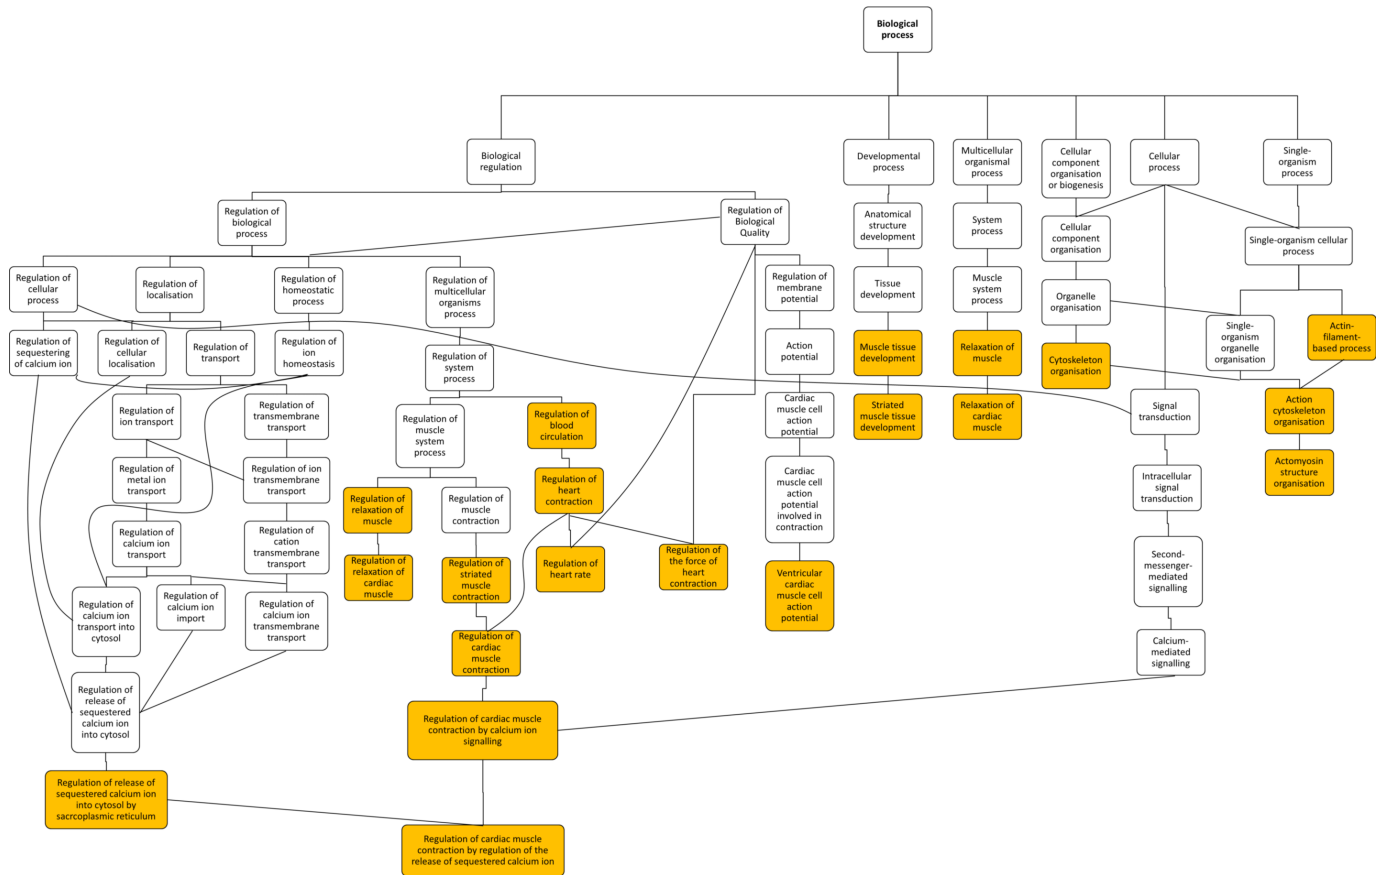 Biological
process
Biological
regulation
Developmental
process
Multicellular
organismal
process
Cellular
component
organisation
or biogenesis
Cellular
process
Single-
organism
process
Regulation of
biological
process
Regulation of
Biological
Quality
Anatomical
structure
development
System
process
Cellular
component
organisation
Single-organism cellular
process
Regulation of
cellular
process
Regulation of
localisation
Regulation of
homeostatic
process
Regulation of
multicellular
organisms
process
Regulation of
membrane
potential
Tissue
development
Muscle
system
process
Organelle
organisation
Regulation of
sequestering
of calcium ion
Regulation of
cellular
localisation
Regulation of
transport
Regulation of
ion
homeostasis
Regulation of
system
process
Action
potential
Muscle tissue
development
Relaxation of
muscle
Cytoskeleton
organisation
Single-
organism
organelle
organisation
Actin-
filament-
based process
Regulation of
ion transport
Regulation of
transmembrane
transport
Regulation of
muscle
system
process
Regulation of
blood
circulation
Cardiac
muscle cell
action
potential
Striated
muscle tissue
development
Relaxation of
cardiac
muscle
Signal
transduction
Action
cytoskeleton
organisation
Regulation of
metal ion
transport
Regulation of ion
transmembrane
transport
Regulation of
relaxation of
muscle
Regulation of
muscle
contraction
Regulation of
heart
contraction
Cardiac
muscle cell
action
potential
involved in
contraction
Intracellular
signal
transduction
Actomyosin
structure
organisation
Regulation of
calcium ion
transport
Regulation of
cation
transmembrane
transport
Regulation of
relaxation of
cardiac
muscle
Regulation of
striated
muscle
contraction
Regulation of
heart rate
Regulation of
the force of
heart
contraction
Ventricular
cardiac
muscle cell
action
potential
Second-
messenger-
mediated
signalling
Regulation of
calcium ion
transport into
cytosol
Regulation of
calcium ion
import
Regulation of
calcium ion
transmembrane
transport
Regulation of
cardiac
muscle
contraction
Calcium-
mediated
signalling
Regulation of
release of
sequestered
calcium ion
into cytosol
Regulation of cardiac muscle
contraction by calcium ion
signalling
Regulation of release of
sequestered calcium ion
into cytosol by
sacrcoplasmic reticulum
Regulation of cardiac muscle
contraction by regulation of the
release of sequestered calcium ion